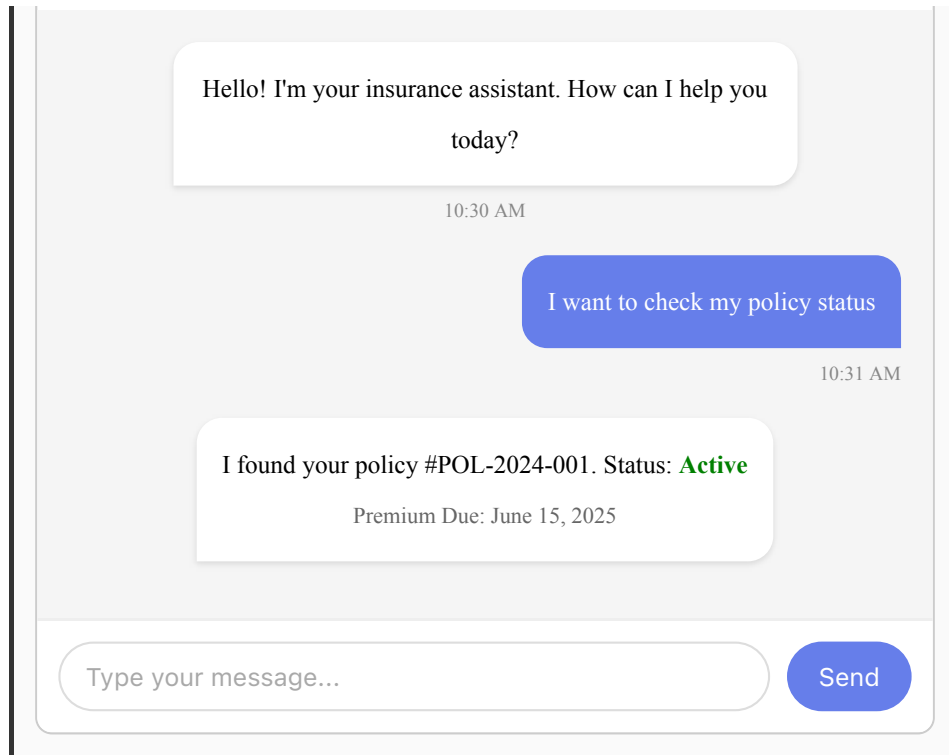 Hello! I'm your insurance assistant. How can I help you
today?
10:30 AM
I want to check my policy status
10:31 AM
I found your policy #POL-2024-001. Status: Active
Premium Due: June 15, 2025
Type your message...
Send